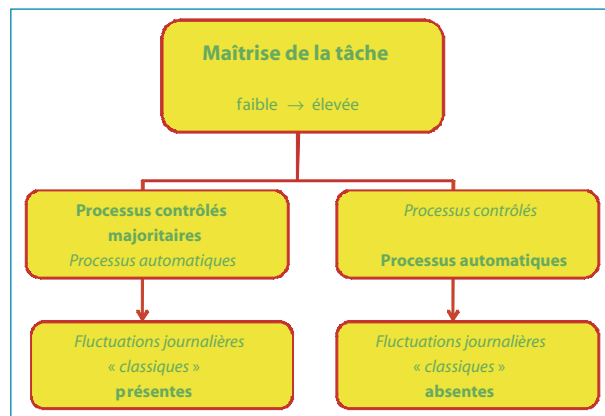 Maîtrise de la tâche
faible → élevée
Processus contrôlés
majoritaires
Processus automatiques
Processus contrôlés
Processus automatiques
Fluctuations journalières
« classiques »
présentes
Fluctuations journalières
« classiques »
absentes